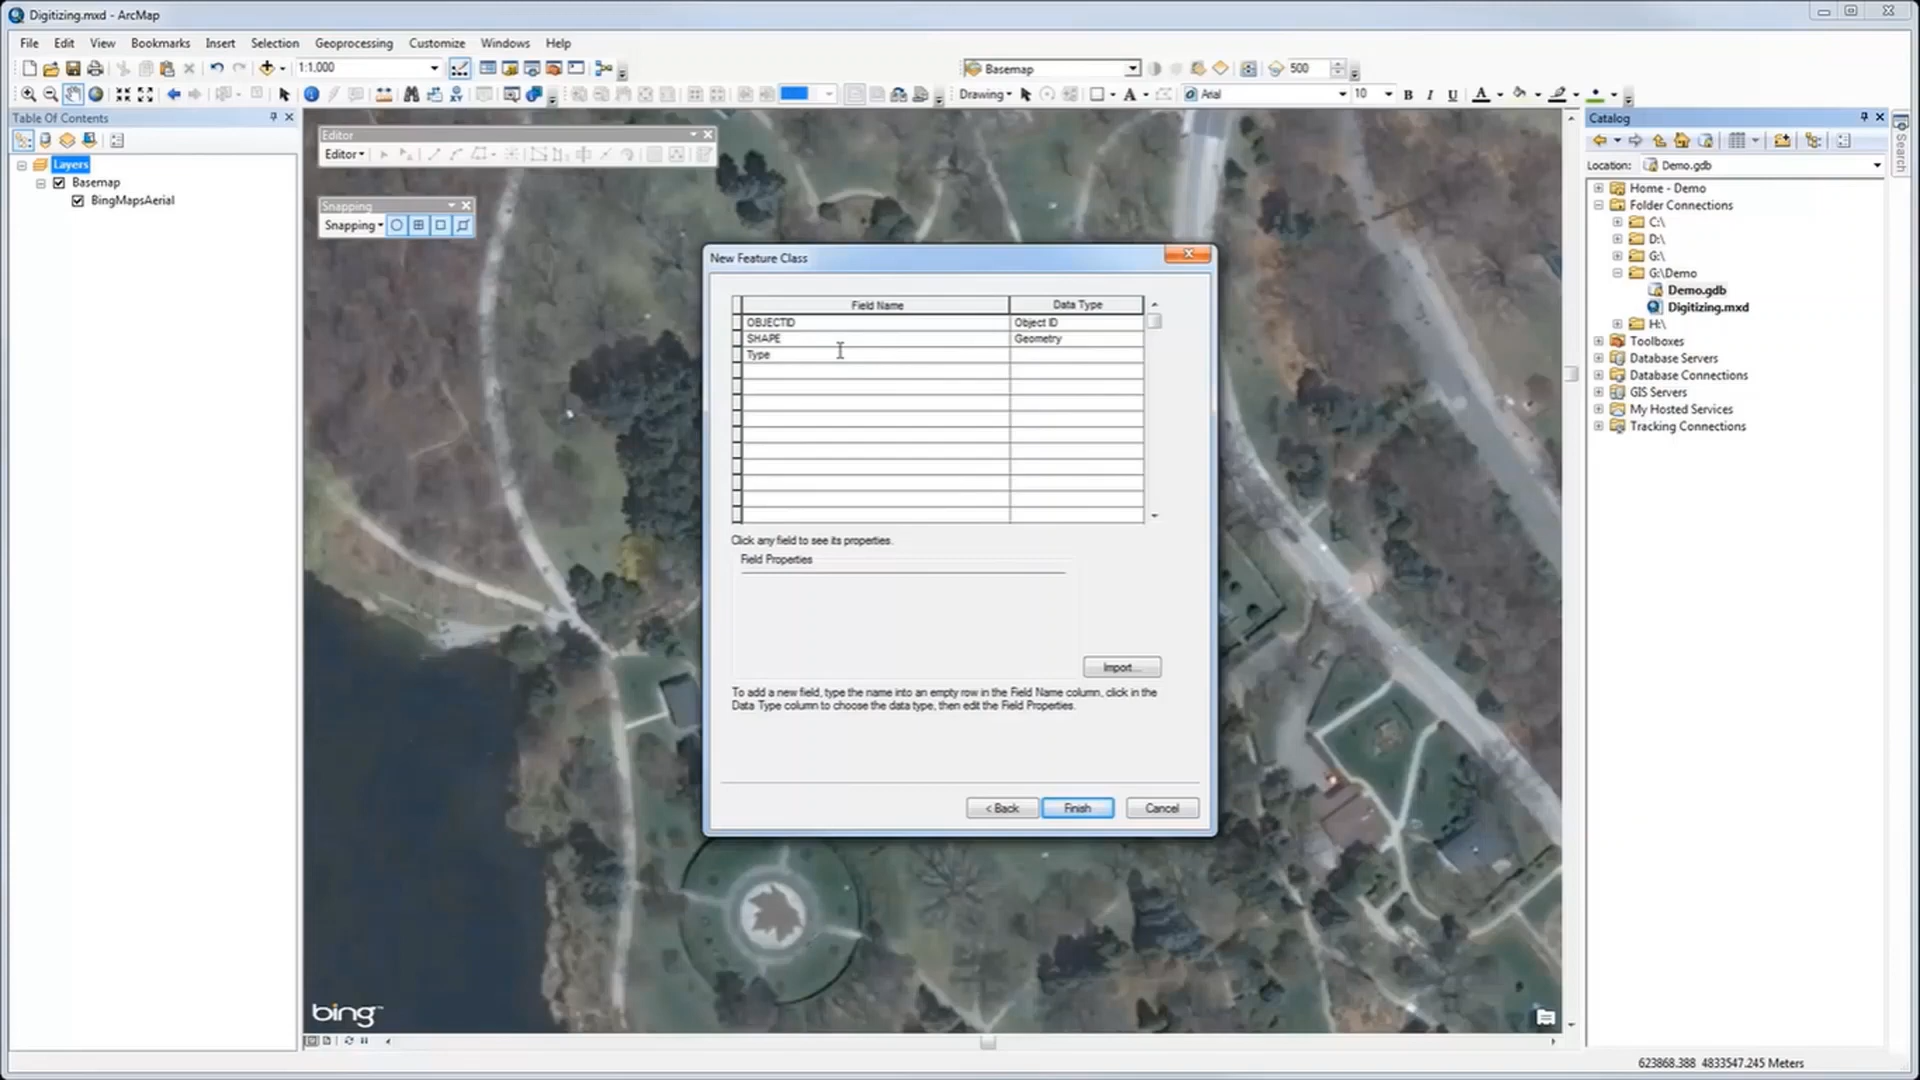 Digitizing.mxd - ArcMap
File Edit View Bookmarks Insert Selection Geoprocessing Customize Windows Help
1:1,000 Basemap 500
Drawing Arial 10 B I U A
Table Of Contents
Layers
Basemap
BingMapsAerial
Editor
Editor
Snapping
Snapping
New Feature Class
Field Name Data Type
OBJECTID Object ID
SHAPE Geometry
Type
Click any field to see its properties.
Field Properties
Import...
To add a new field, type the name into an empty row in the Field Name column, click in the
Data Type column to choose the data type, then edit the Field Properties.
< Back Finish Cancel
bing™
Catalog
Location: Demo.gdb
Home - Demo
Folder Connections
C:\
D:\
G:\
G:\Demo
Demo.gdb
Digitizing.mxd
H:\
Toolboxes
Database Servers
Database Connections
GIS Servers
My Hosted Services
Tracking Connections
Search
623868.388 4833547.245 Meters